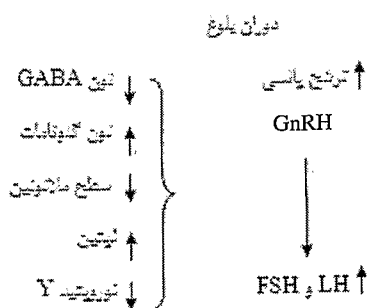 دوران بلوغ
ترشح پالسی
GnRH
FSH و LH
تون GABA
تون گلوتامات
سطح ملاتونین
لپتین
نوروپپتید Y